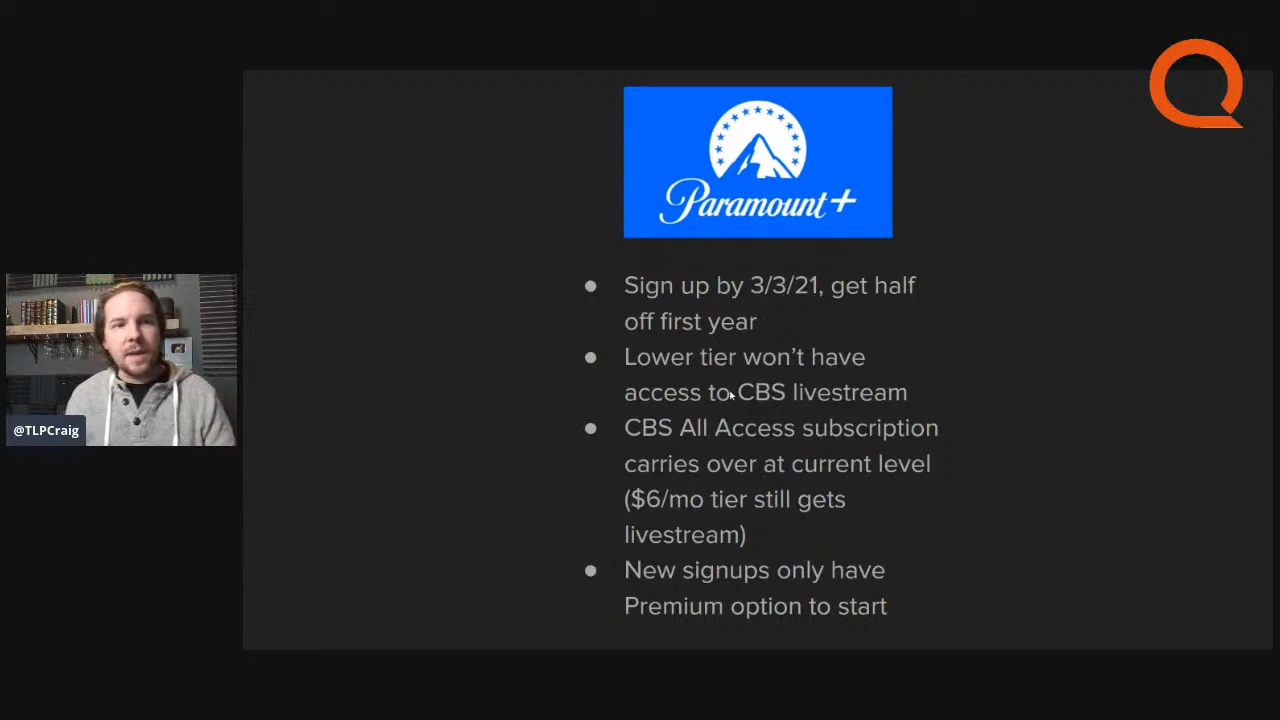 Paramount+
Sign up by 3/3/21, get half
off first year
Lower tier won't have
access to CBS livestream
CBS All Access subscription
carries over at current level
($6/mo tier still gets
livestream)
New signups only have
Premium option to start
@TLPCraig